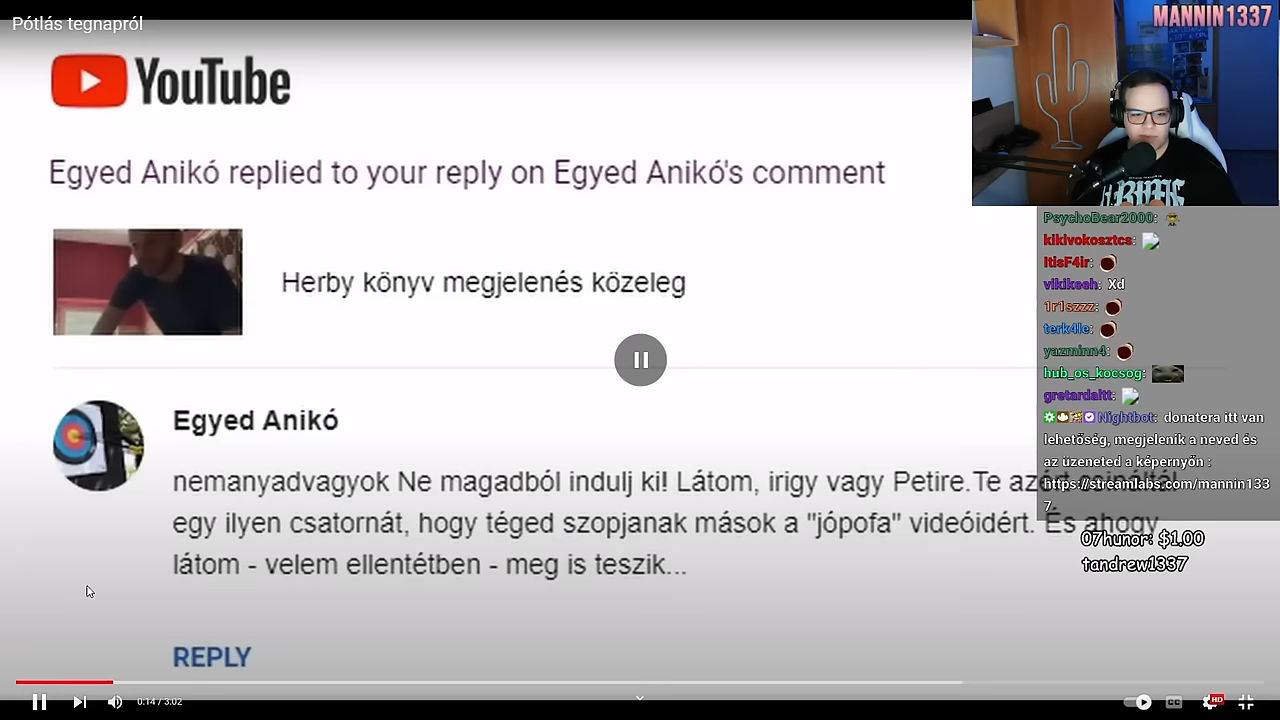 Pótlás tegnapról
MANNIN1337
YouTube
Egyed Anikó replied to your reply on Egyed Anikó's comment
Herby könyv megjelenés közeleg
Egyed Anikó
nemanyadvagyok Ne magadból indulj ki! Látom, irigy vagy Petire.Te
egy ilyen csatornát, hogy téged szopjanak mások a "jópofa" videóidért. És ahogy
látom - velem ellentétben - meg is teszik...
REPLY
PsychoBear2000:
kikivokosztcs:
ItisF4ir:
vikikeeh: Xd
1r1szzz:
terk4le:
yazminn4:
hub_os_kocsog:
gretardaitt:
Nightbot: donatera itt van
lehetőség, megjelenik a neved és
az üzeneted a képernyőn :
https://streamlabs.com/mannin133
7.
07hunor: $1.00
tandrew1337
0:14 / 3:02
CC
HD